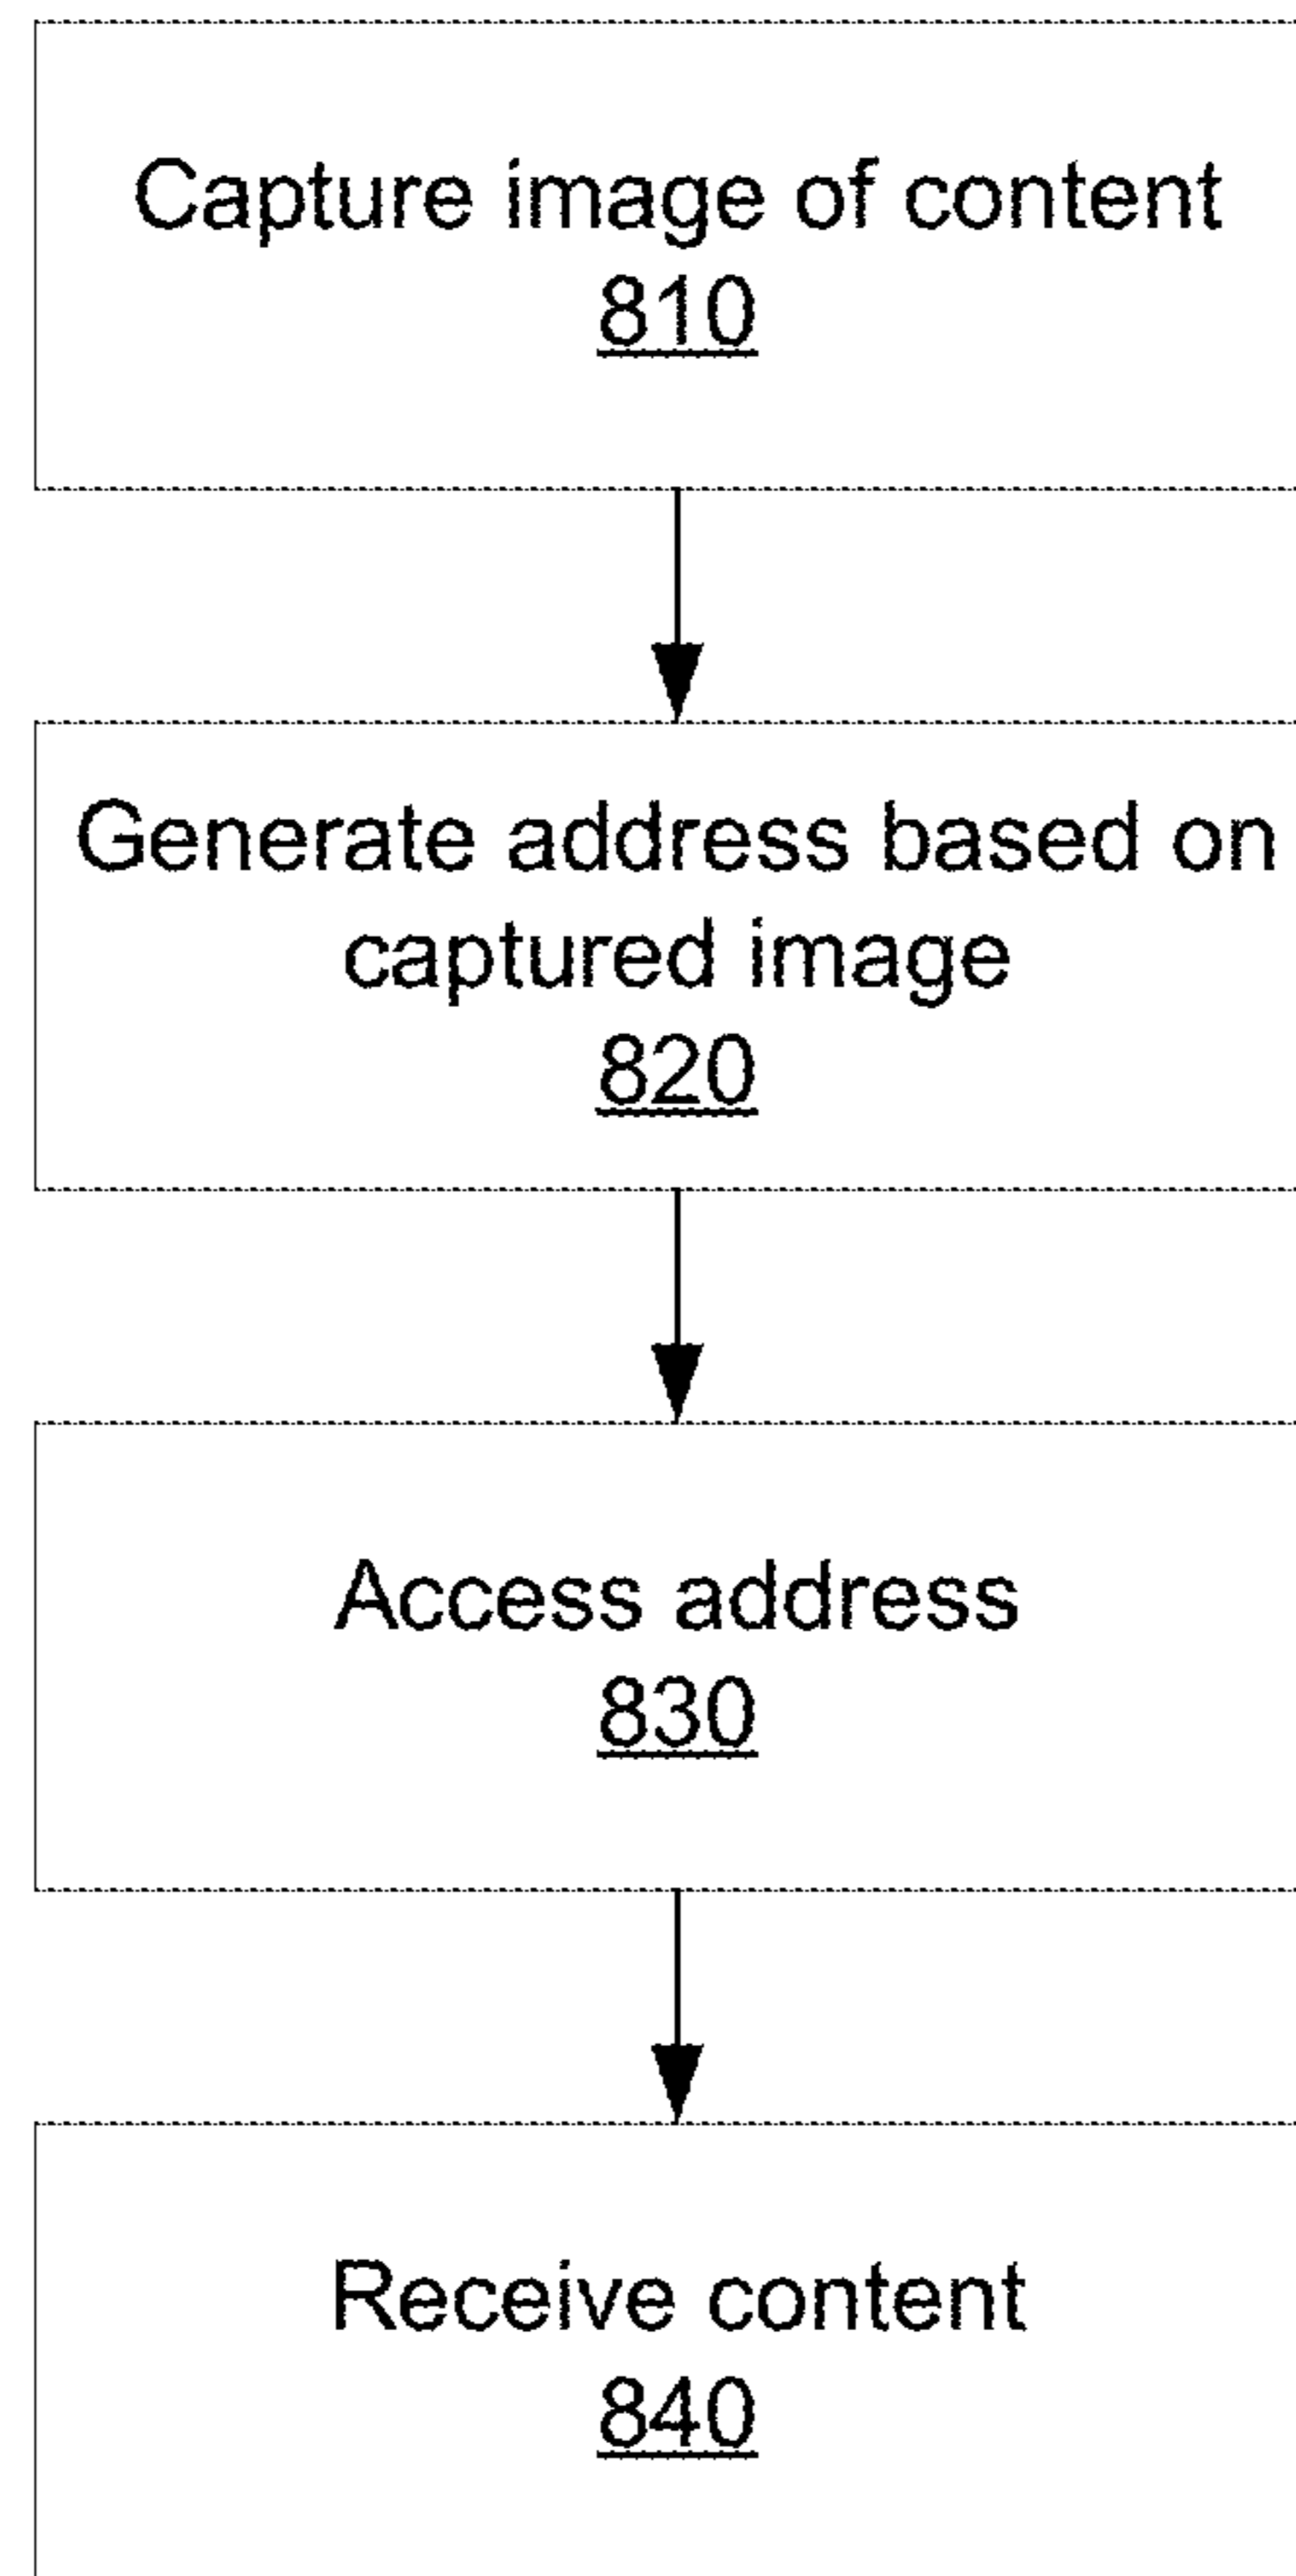 Capture image of content
810
Generate address based on
captured image
820
Access address
830
Receive content
840